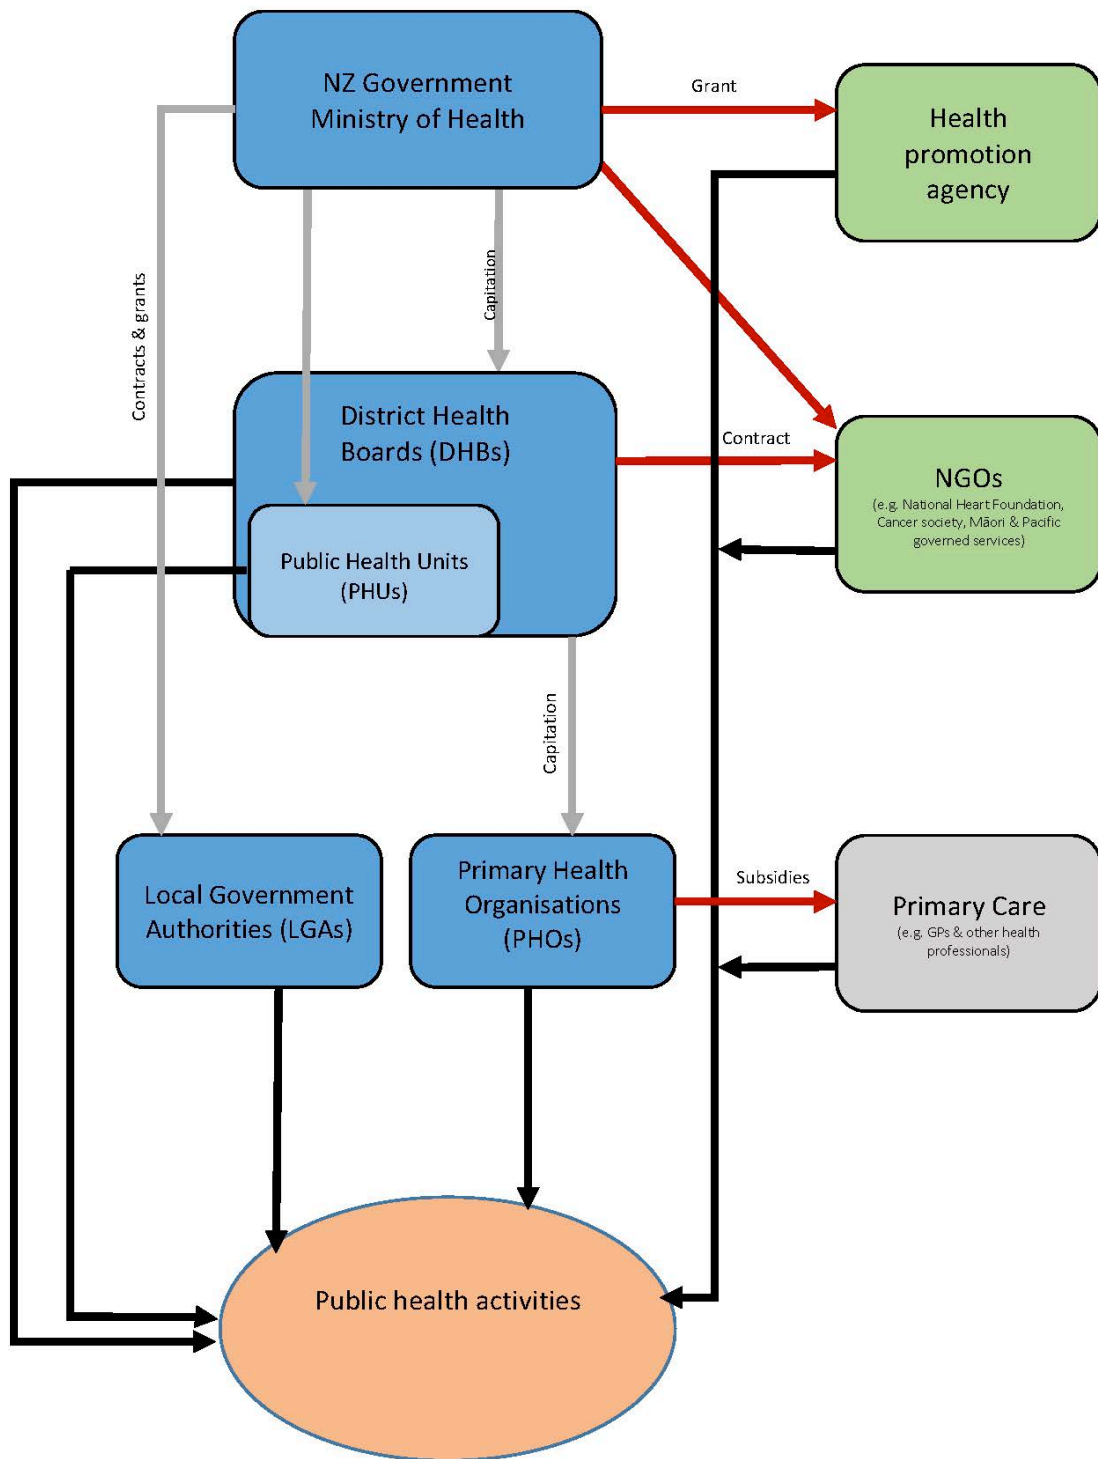 NZ Government
Ministry of Health
Grant
Health
promotion
agency
Contracts & grants
Capitation
District Health
Boards (DHBs)
Contract
NGOs
(e.g. National Heart Foundation,
Cancer society, Māori & Pacific
governed services)
Public Health Units
(PHUs)
Capitation
Local Government
Authorities (LGAs)
Primary Health
Organisations
(PHOs)
Subsidies
Primary Care
(e.g. GPs & other health
professionals)
Public health activities